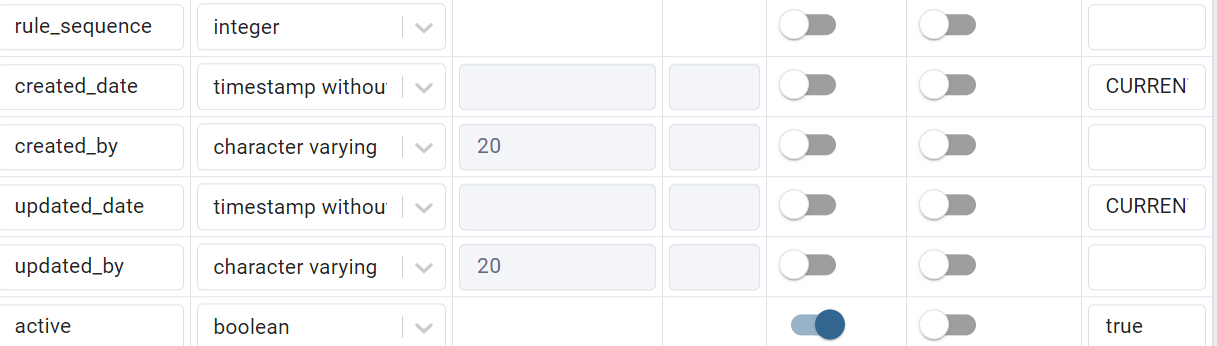 rule_sequence integer
created_date timestamp withou CURREN
created_by character varying 20
updated_date timestamp withou CURREN
updated_by character varying 20
active boolean true